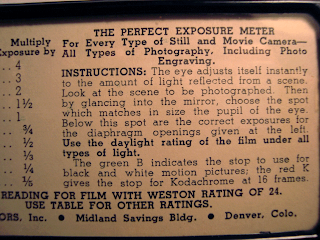 THE PERFECT EXPOSURE METER
Multiply For Every Type of Still and Movie Camera—
Exposure by All Types of Photography, Including Photo
Engraving.
.. 4 INSTRUCTIONS: The eye adjusts itself instantly
.. 3 to the amount of light reflected from a scene.
.. 2 Look at the scene to be photographed. Then
.. 1½ by glancing into the mirror, choose the spot
.. 1 which matches in size the pupil of the eye.
.. ¾ Below this spot are the correct exposures for
the diaphragm openings given at the left.
.. ½ Use the daylight rating of the film under all
.. ⅓ types of light.
.. ¼ The green B indicates the stop to use for
black and white motion pictures; the red K
gives the stop for Kodachrome at 16 frames.
READING FOR FILM WITH WESTON RATING OF 24.
USE TABLE FOR OTHER RATINGS.
ORS, Inc. • Midland Savings Bldg. • Denver, Colo.